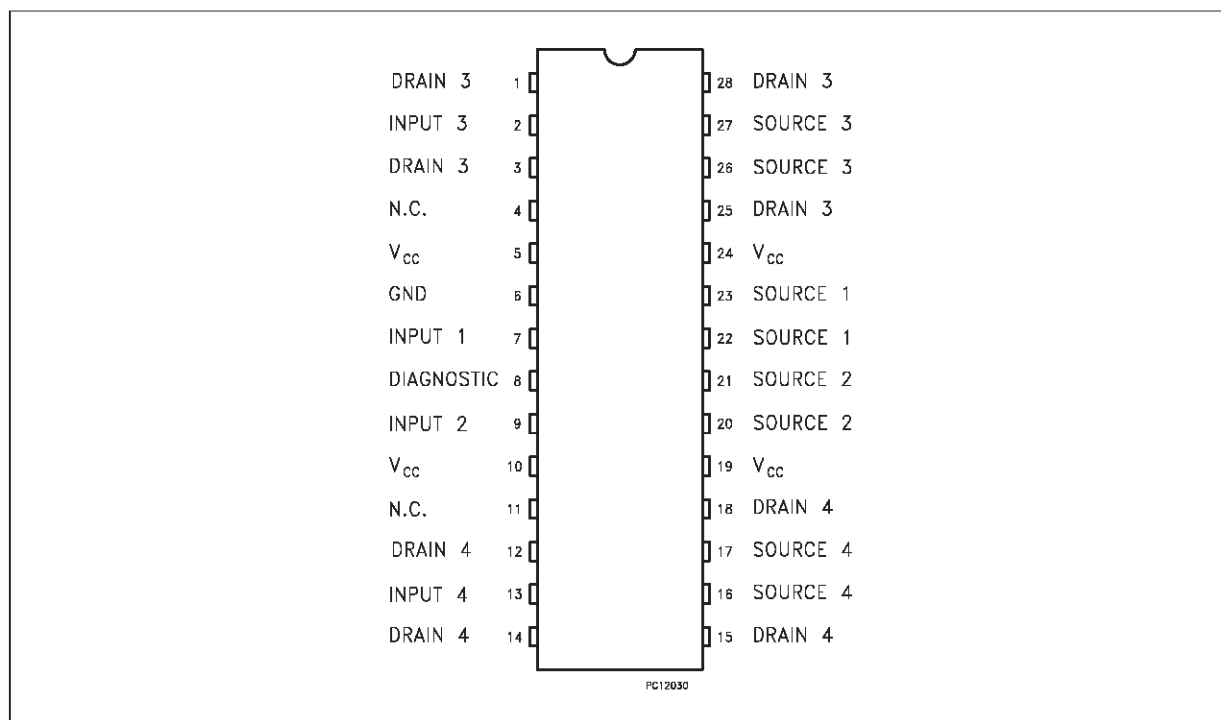 DRAIN 3 1 28 DRAIN 3
INPUT 3 2 27 SOURCE 3
DRAIN 3 3 26 SOURCE 3
N.C. 4 25 DRAIN 3
VCC 5 24 VCC
GND 6 23 SOURCE 1
INPUT 1 7 22 SOURCE 1
DIAGNOSTIC 8 21 SOURCE 2
INPUT 2 9 20 SOURCE 2
VCC 10 19 VCC
N.C. 11 18 DRAIN 4
DRAIN 4 12 17 SOURCE 4
INPUT 4 13 16 SOURCE 4
DRAIN 4 14 15 DRAIN 4
PC12030